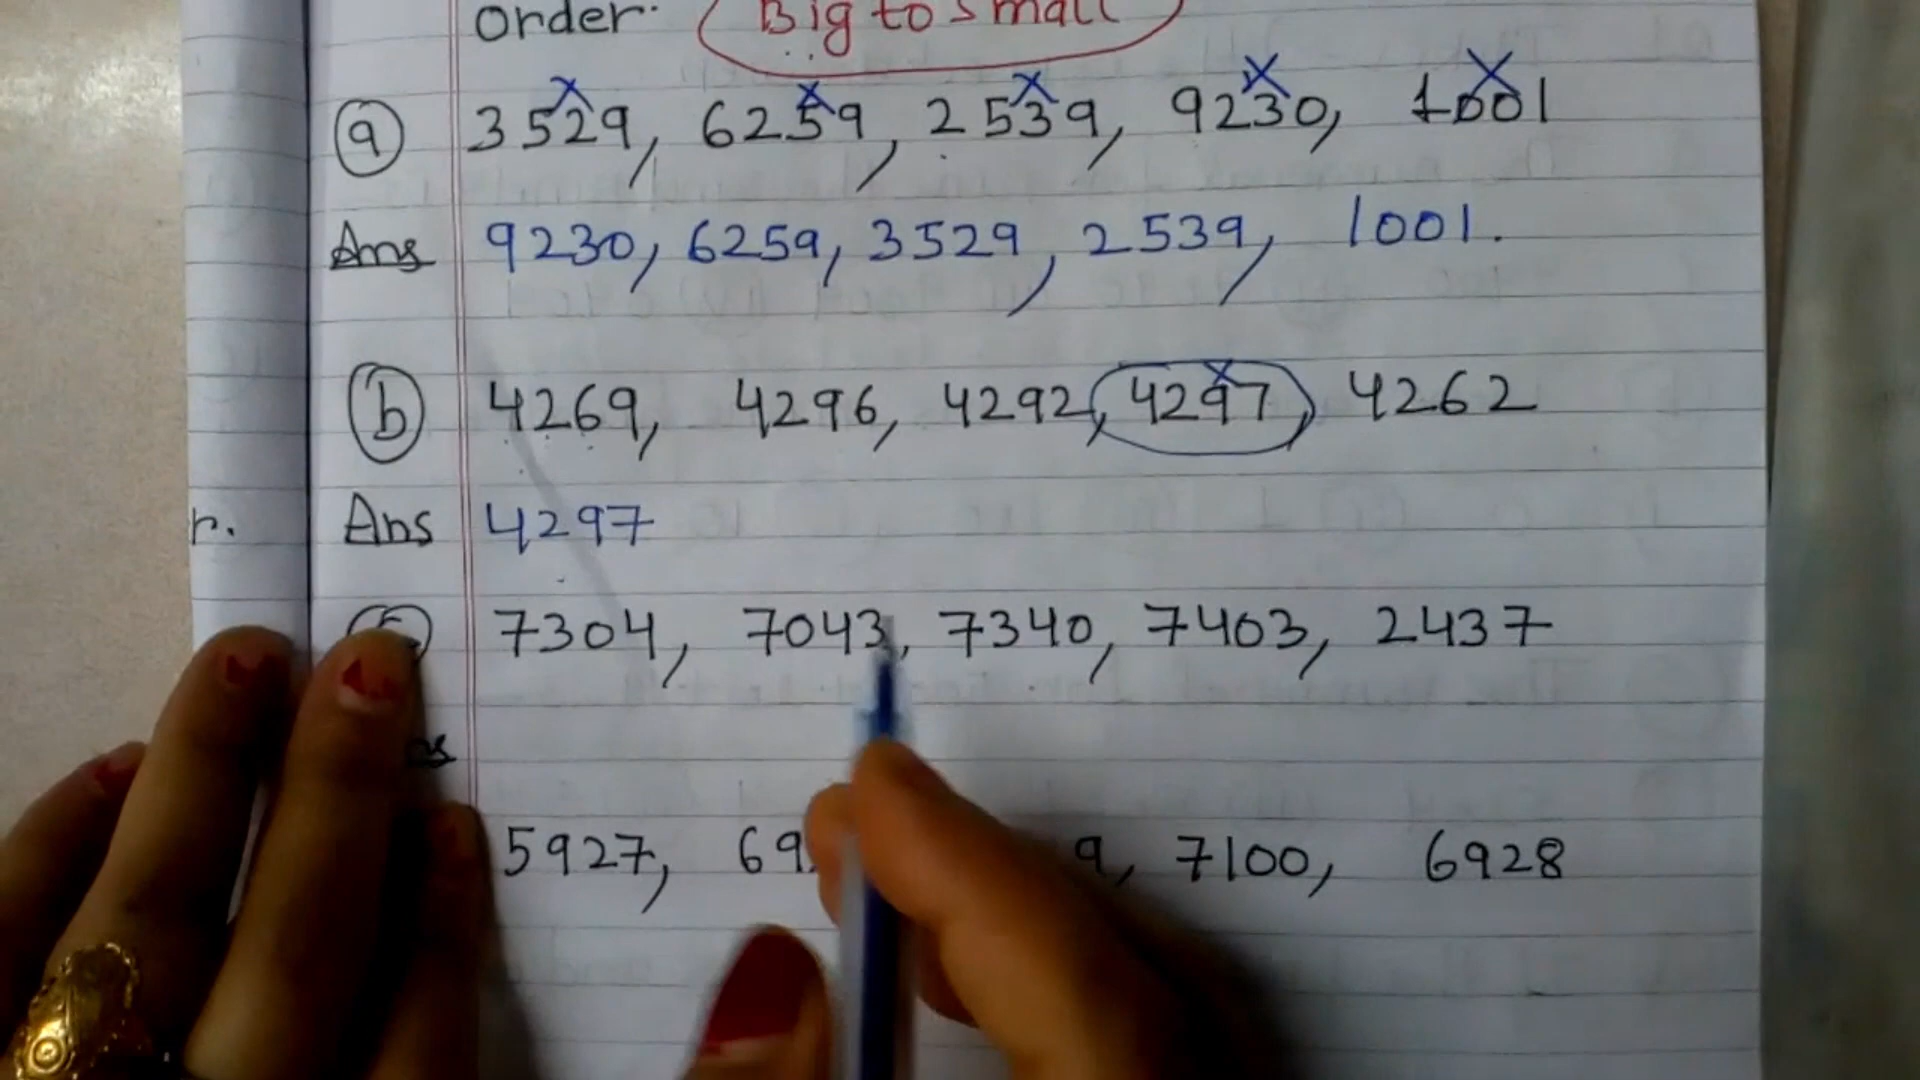 Order. Big to small
(a) 3529, 6259, 2539, 9230, 1001
Ans 9230, 6259, 3529, 2539, 1001.
(b) 4269, 4296, 4292, 4297, 4262
r. Ans 4297
(c) 7304, 7043, 7340, 7403, 2437
5927, 7100, 6928